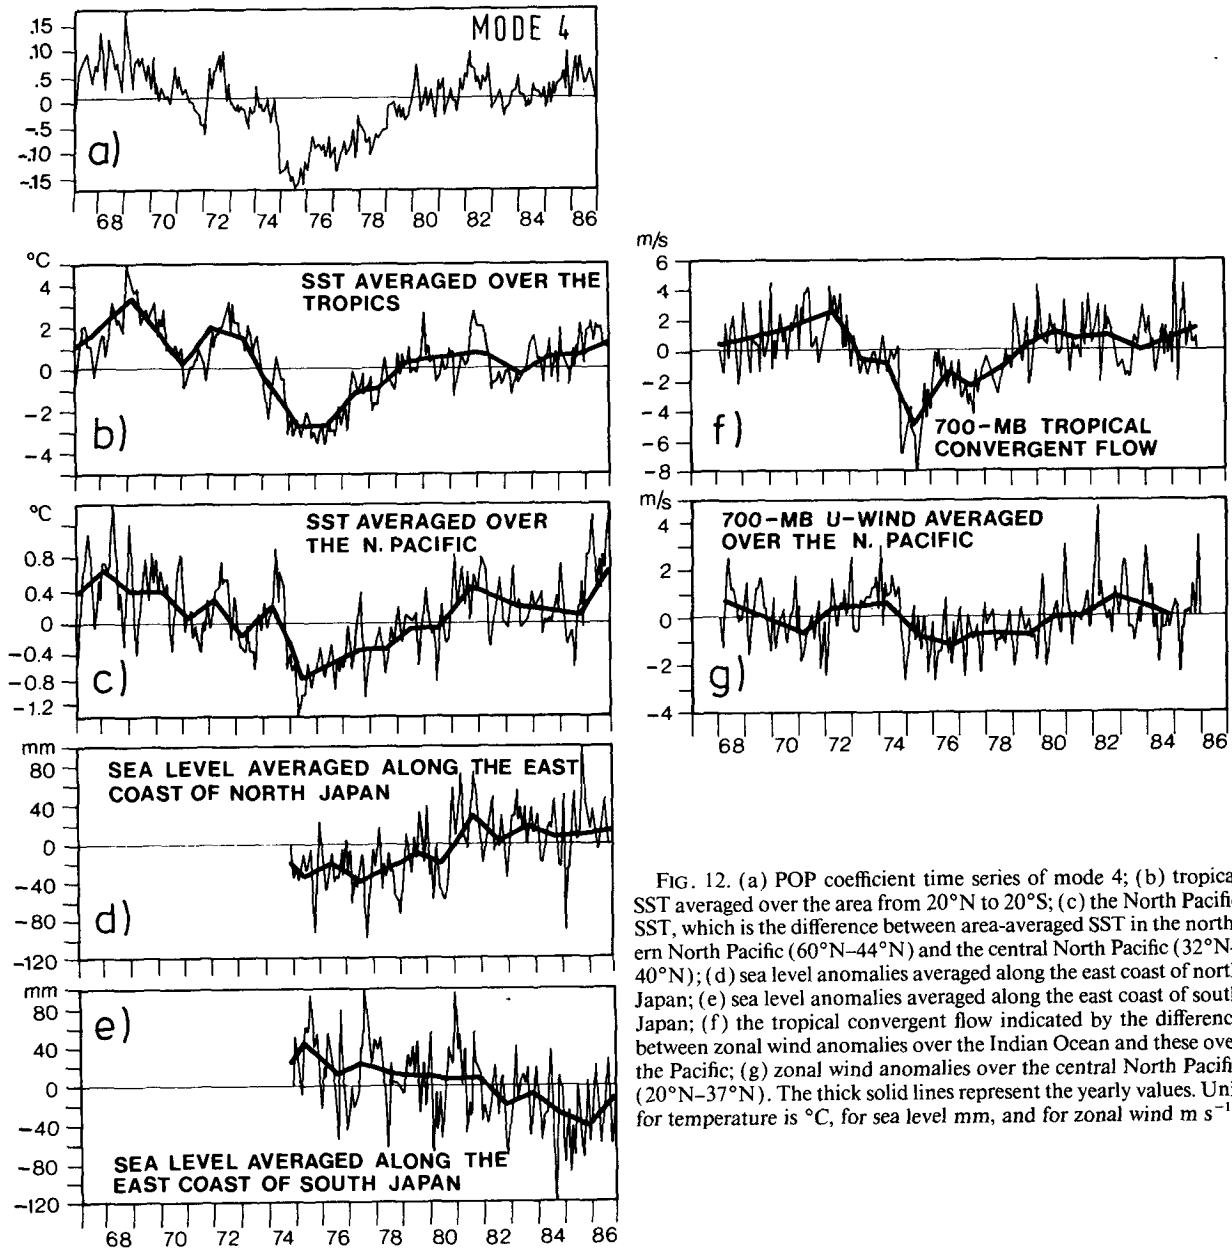 MODE 4
.15
.10
.5
0
-.5
-.10
-.15
a)
68 70 72 74 76 78 80 82 84 86
°C
SST AVERAGED OVER THE
TROPICS
4
2
0
-2
-4
b)
°C
SST AVERAGED OVER
THE N. PACIFIC
0.8
0.4
0
-0.4
-0.8
-1.2
c)
mm
SEA LEVEL AVERAGED ALONG THE EAST
COAST OF NORTH JAPAN
80
40
0
-40
-80
-120
d)
mm
e)
80
40
0
-40
-80
-120
SEA LEVEL AVERAGED ALONG THE
EAST COAST OF SOUTH JAPAN
68 70 72 74 76 78 80 82 84 86
m/s
6
4
2
0
-2
-4
-6
-8
f)
700-MB TROPICAL
CONVERGENT FLOW
m/s
700-MB U-WIND AVERAGED
OVER THE N. PACIFIC
4
2
0
-2
-4
g)
68 70 72 74 76 78 80 82 84 86
FIG. 12. (a) POP coefficient time series of mode 4; (b) tropica
SST averaged over the area from 20°N to 20°S; (c) the North Pacifi
SST, which is the difference between area-averaged SST in the north
ern North Pacific (60°N–44°N) and the central North Pacific (32°N–
40°N); (d) sea level anomalies averaged along the east coast of nort
Japan; (e) sea level anomalies averaged along the east coast of sout
Japan; (f) the tropical convergent flow indicated by the differenc
between zonal wind anomalies over the Indian Ocean and these ove
the Pacific; (g) zonal wind anomalies over the central North Pacifi
(20°N–37°N). The thick solid lines represent the yearly values. Uni
for temperature is °C, for sea level mm, and for zonal wind m s⁻¹